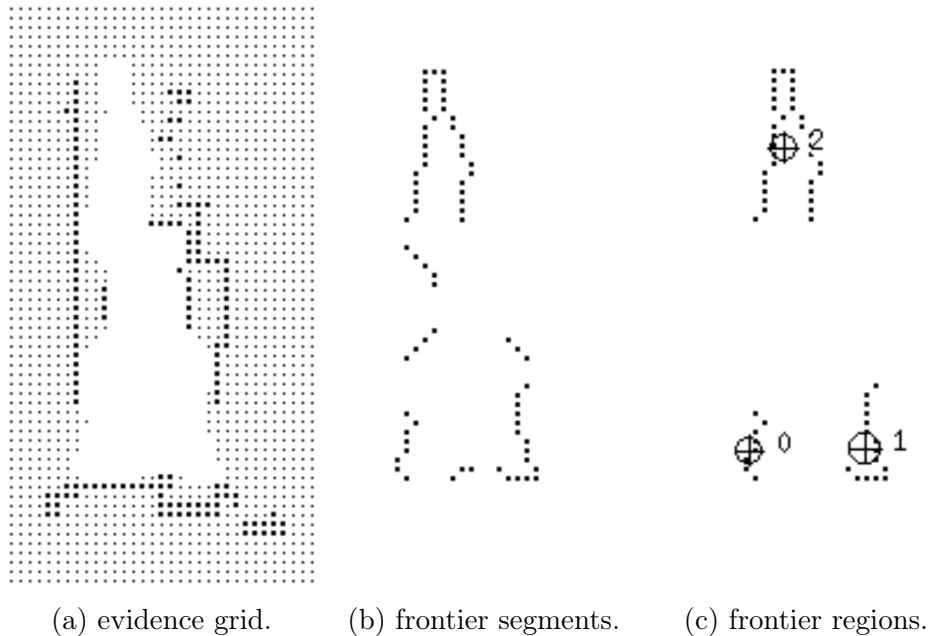 2
0
1
(a) evidence grid.
(b) frontier segments.
(c) frontier regions.